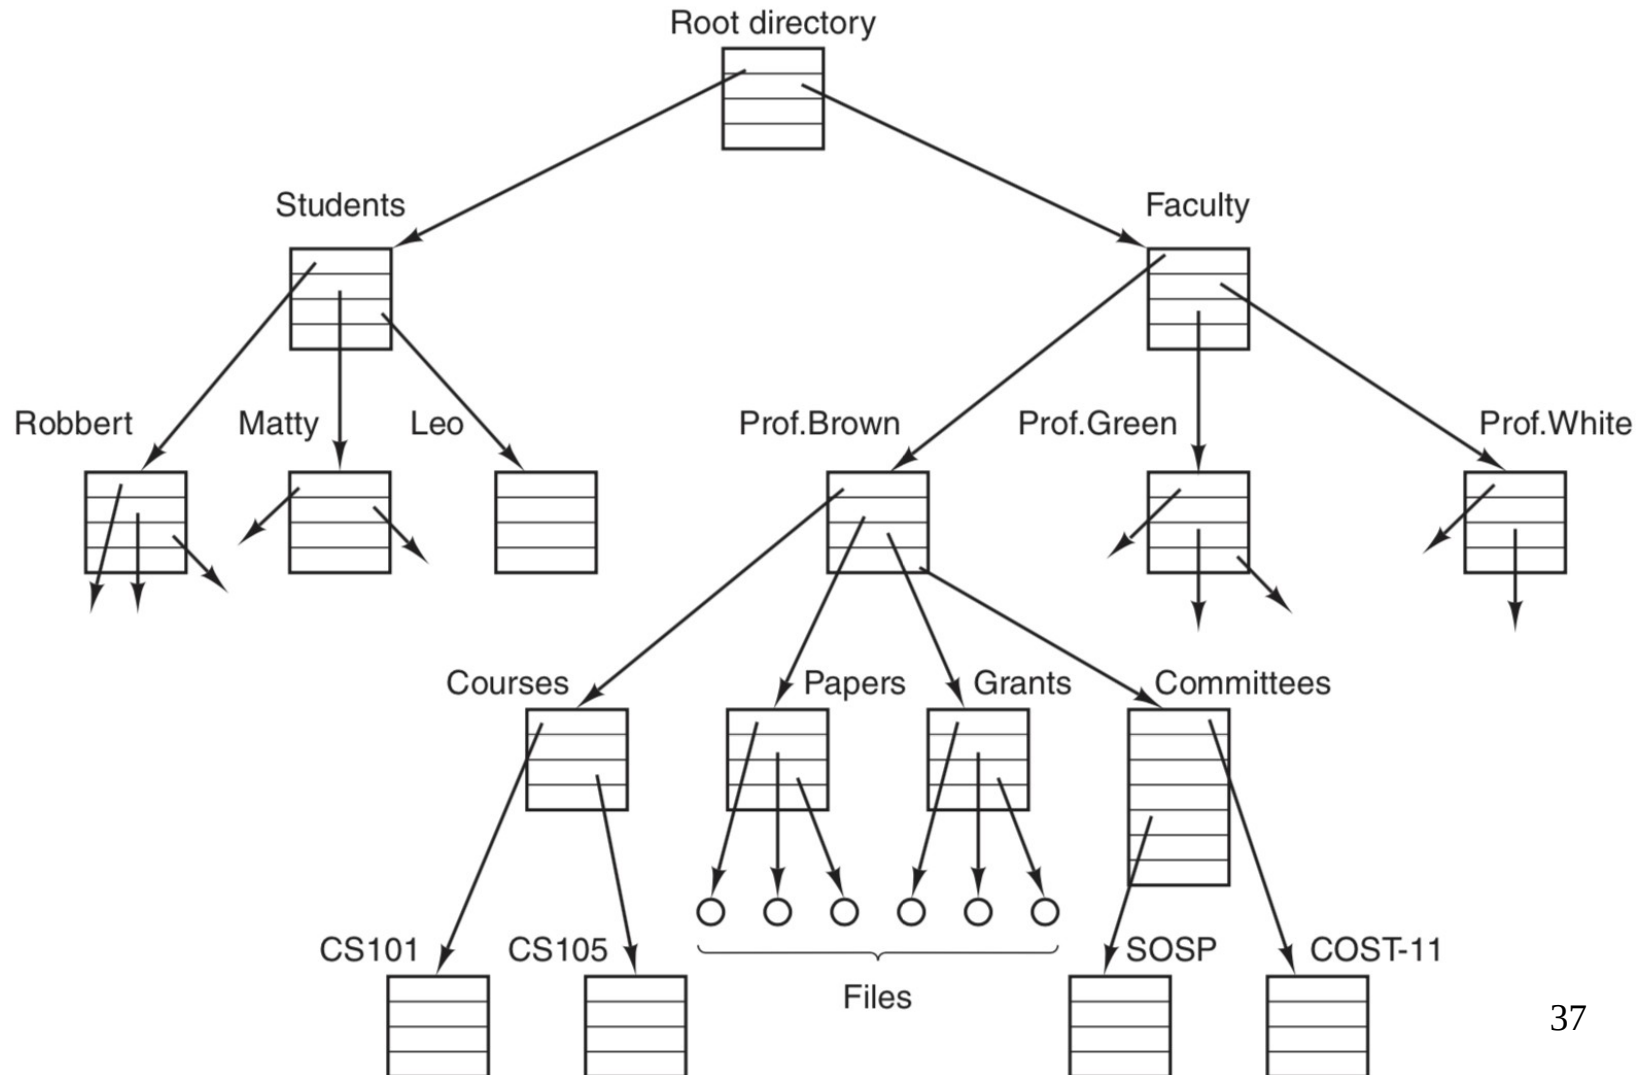 Root directory
Students
Faculty
Robbert
Matty
Leo
Prof.Brown
Prof.Green
Prof.White
Courses
Papers
Grants
Committees
CS101
CS105
SOSP
COST-11
Files
37